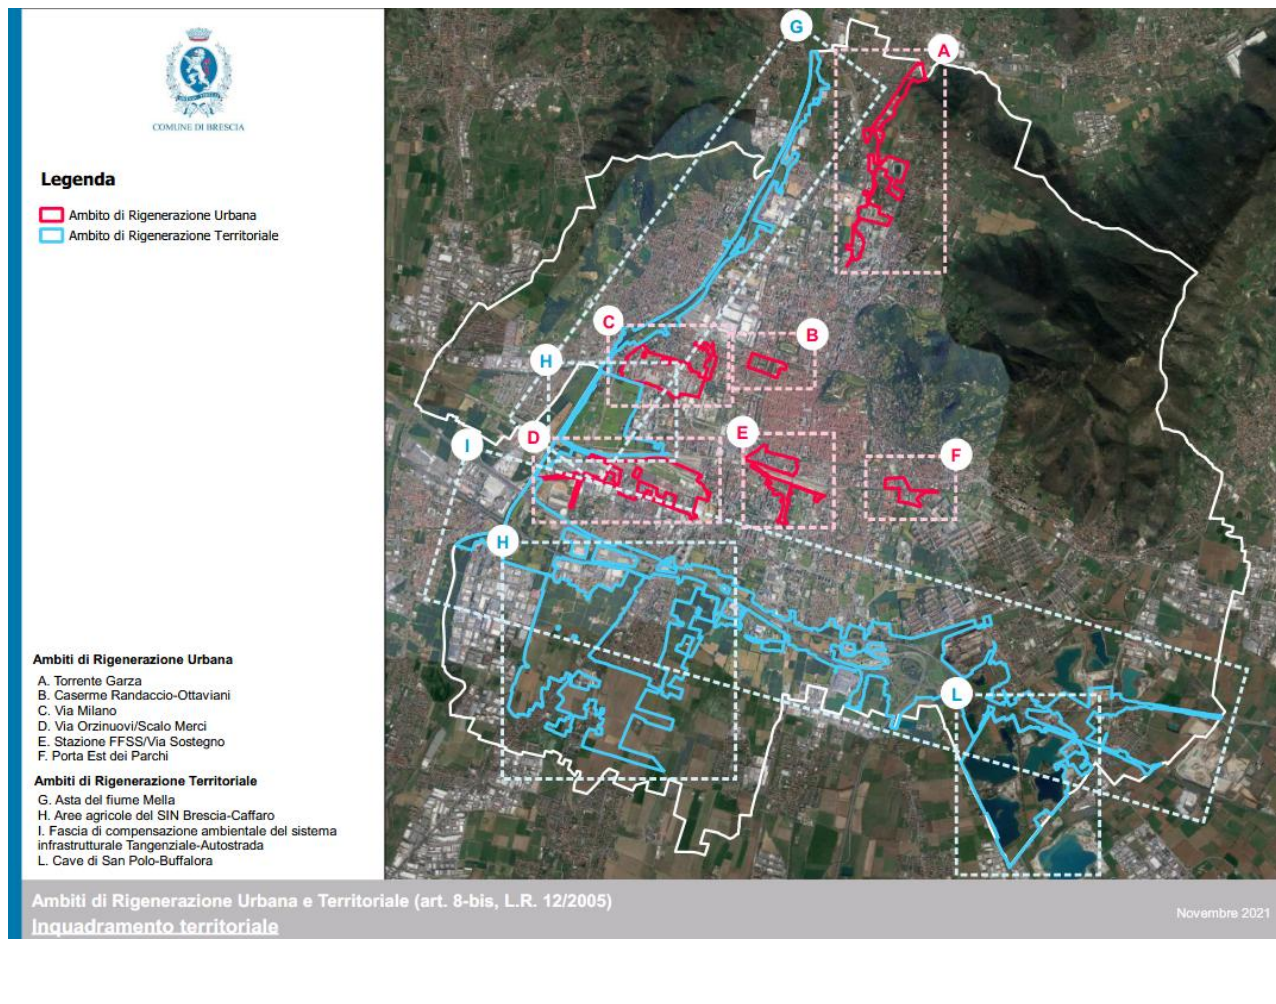 COMUNE DI BRESCIA
Legenda
Ambito di Rigenerazione Urbana
Ambito di Rigenerazione Territoriale
Ambiti di Rigenerazione Urbana
A. Torrente Garza
B. Caserme Randaccio-Ottaviani
C. Via Milano
D. Via Orzinuovi/Scalo Merci
E. Stazione FFSS/Via Sostegno
F. Porta Est dei Parchi
Ambiti di Rigenerazione Territoriale
G. Asta del fiume Mella
H. Aree agricole del SIN Brescia-Caffaro
I. Fascia di compensazione ambientale del sistema
infrastrutturale Tangenziale-Autostrada
L. Cave di San Polo-Buffalora
G
A
C
B
H
D
E
I
F
H
L
Ambiti di Rigenerazione Urbana e Territoriale (art. 8-bis, L.R. 12/2005)
Inquadramento territoriale
Novembre 2021